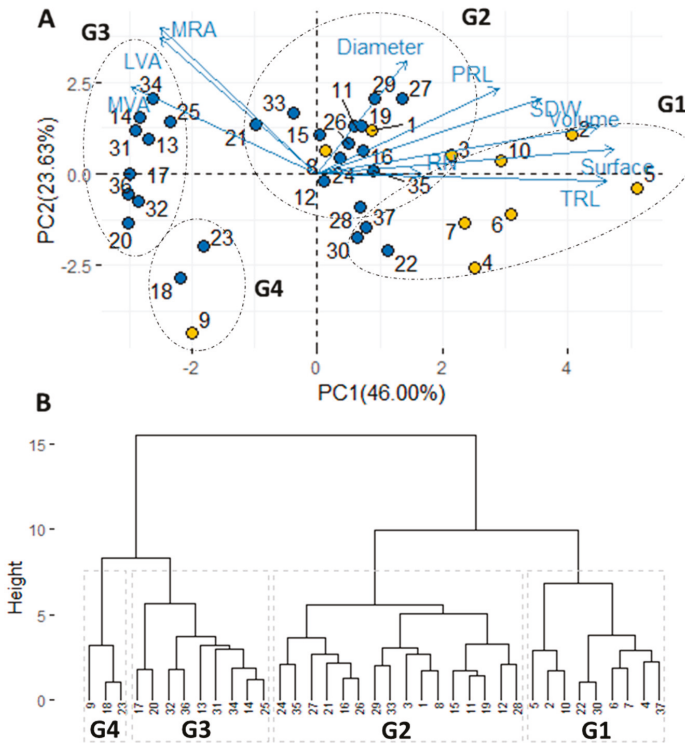 A
G3
G2
MRA
Diameter
LVA
PRL
34
29
27
2.5
MVA
14
25
33
11
SDW
Volume
G1
21
15
26
19
1
2
31
13
8
16
3
10
RN
Surface
0.0
17
24
35
5
36
12
TRL
32
28
37
7
6
20
30
22
4
23
-2.5
G4
18
9
PC2(23.63%)
-2
0
2
4
PC1(46.00%)
B
15
10
5
0
Height
9 18 23 17 20 32 36 13 31 34 14 25 24 35 27 21 16 26 29 33 3 1 8 15 11 19 12 28 5 2 10 22 30 6 7 4 37
G4 G3 G2 G1